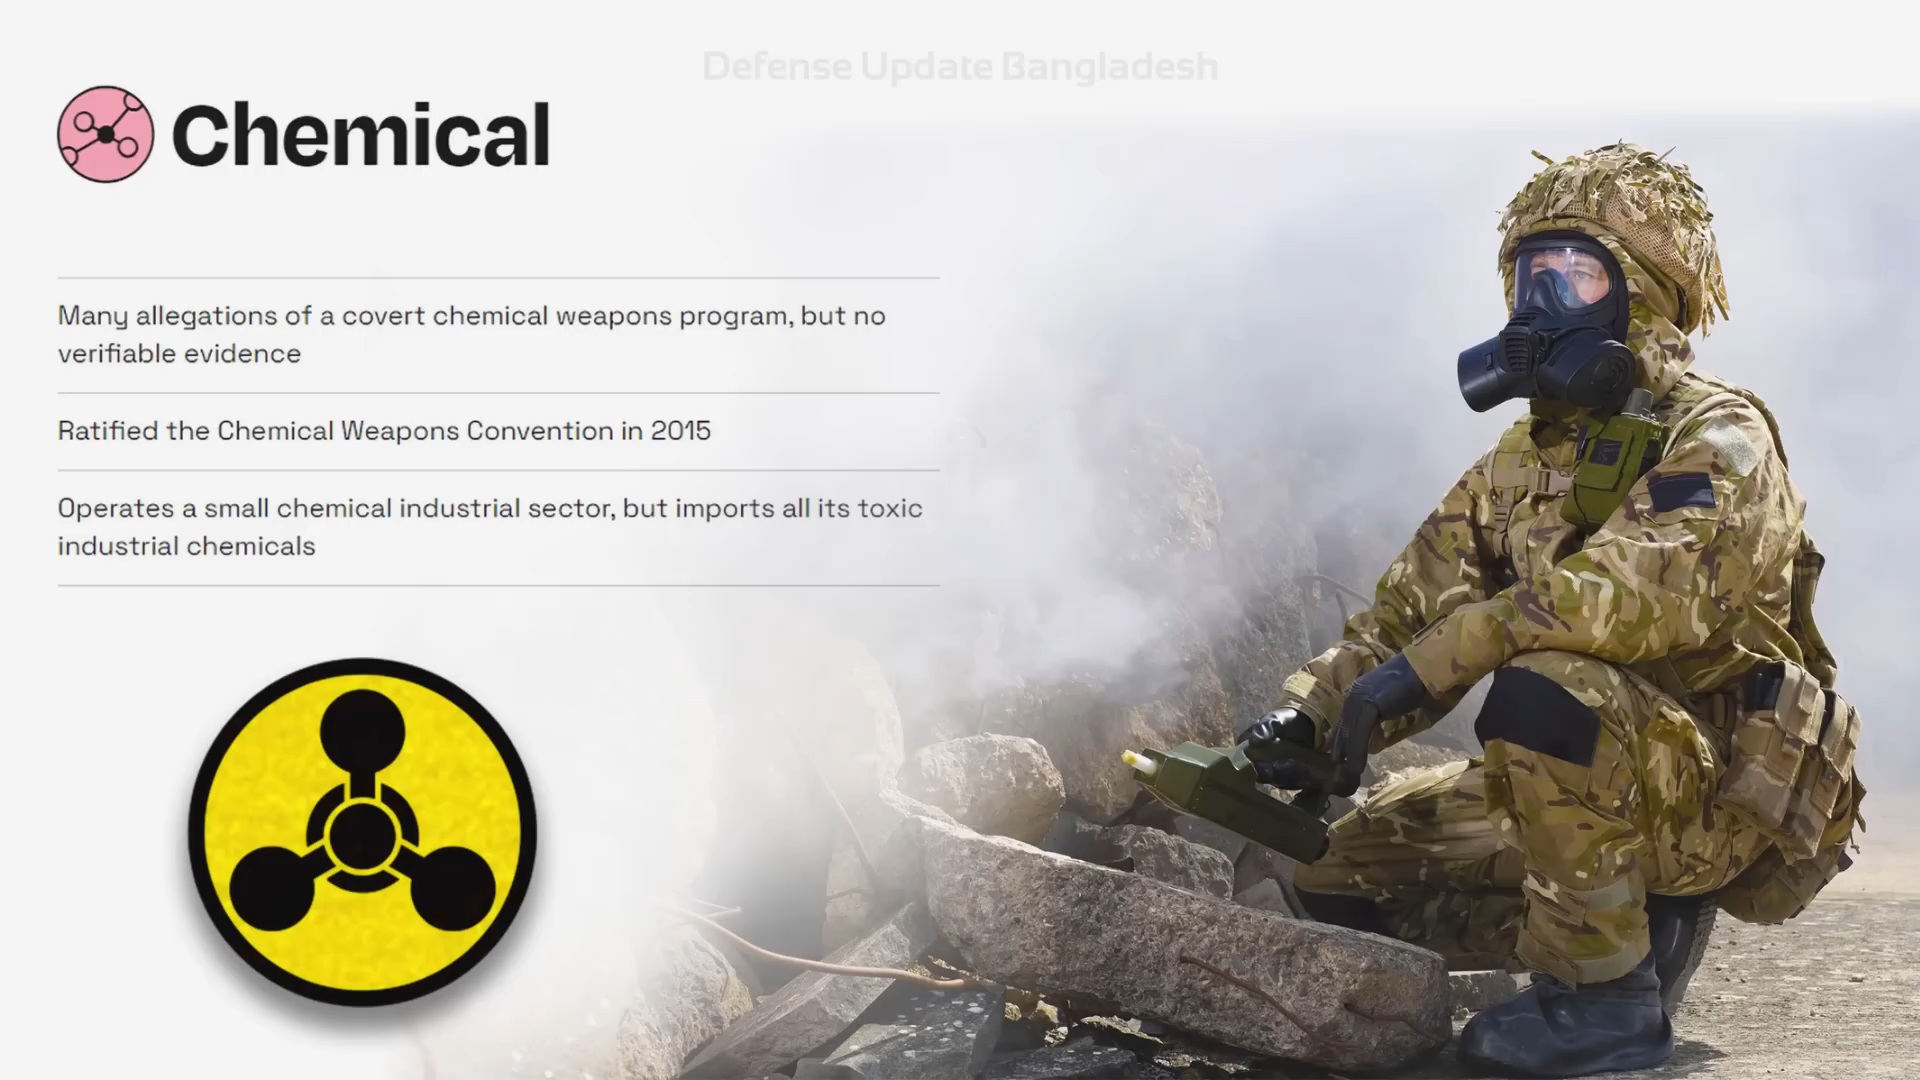 Defense Update Bangladesh
Chemical
Many allegations of a covert chemical weapons program, but no
verifiable evidence
Ratified the Chemical Weapons Convention in 2015
Operates a small chemical industrial sector, but imports all its toxic
industrial chemicals